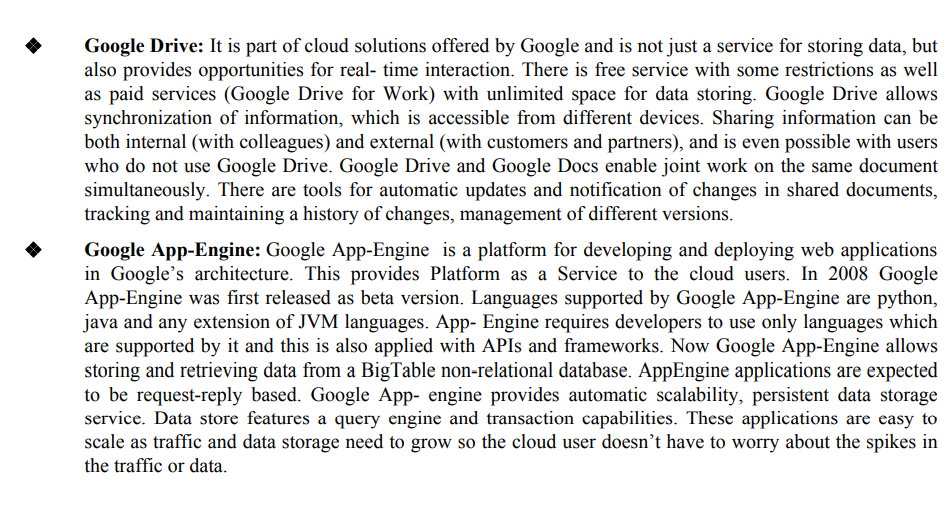 ❖ Google Drive: It is part of cloud solutions offered by Google and is not just a service for storing data, but
also provides opportunities for real- time interaction. There is free service with some restrictions as well
as paid services (Google Drive for Work) with unlimited space for data storing. Google Drive allows
synchronization of information, which is accessible from different devices. Sharing information can be
both internal (with colleagues) and external (with customers and partners), and is even possible with users
who do not use Google Drive. Google Drive and Google Docs enable joint work on the same document
simultaneously. There are tools for automatic updates and notification of changes in shared documents,
tracking and maintaining a history of changes, management of different versions.
❖ Google App-Engine: Google App-Engine is a platform for developing and deploying web applications
in Google’s architecture. This provides Platform as a Service to the cloud users. In 2008 Google
App-Engine was first released as beta version. Languages supported by Google App-Engine are python,
java and any extension of JVM languages. App- Engine requires developers to use only languages which
are supported by it and this is also applied with APIs and frameworks. Now Google App-Engine allows
storing and retrieving data from a BigTable non-relational database. AppEngine applications are expected
to be request-reply based. Google App- engine provides automatic scalability, persistent data storage
service. Data store features a query engine and transaction capabilities. These applications are easy to
scale as traffic and data storage need to grow so the cloud user doesn’t have to worry about the spikes in
the traffic or data.